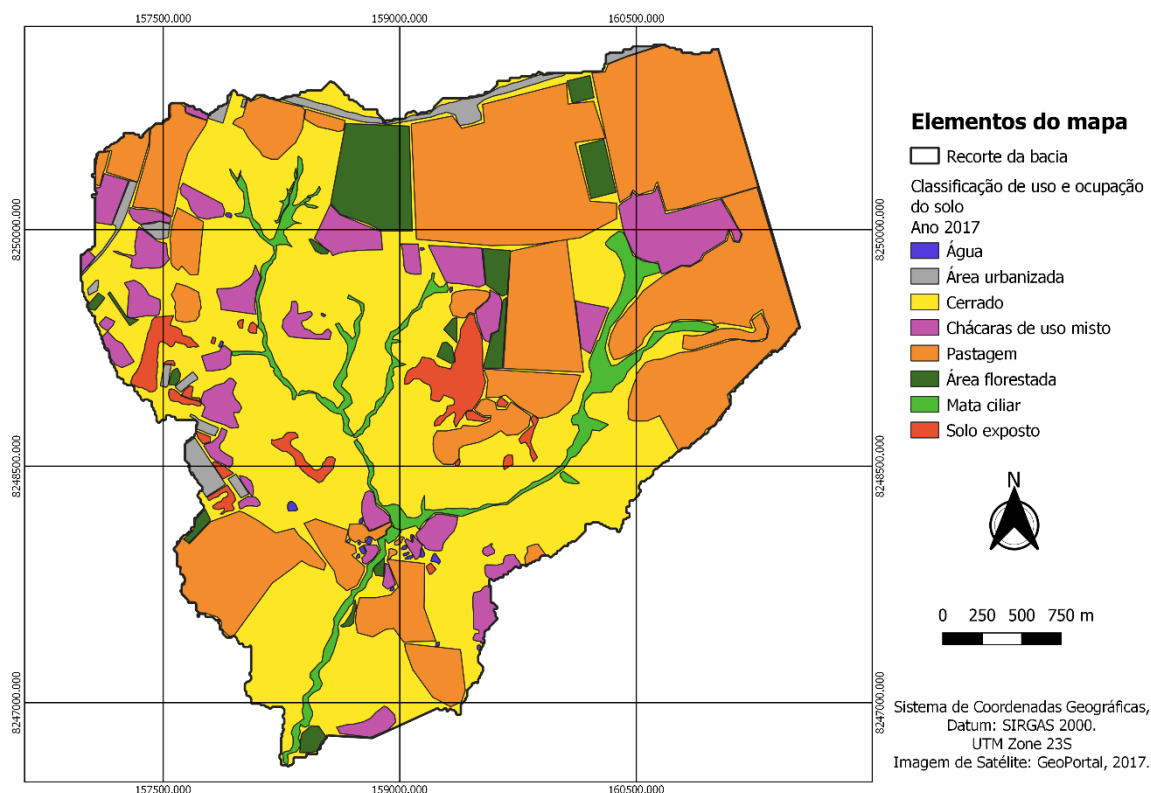 157500.000
159000.000
160500.000
8250000.000
8250000.000
8248500.000
8248500.000
8247000.000
8247000.000
157500.000
159000.000
160500.000
Elementos do mapa
Recorte da bacia
Classificação de uso e ocupação
do solo
Ano 2017
Água
Área urbanizada
Cerrado
Chácaras de uso misto
Pastagem
Área florestada
Mata ciliar
Solo exposto
N
0 250 500 750 m
Sistema de Coordenadas Geográficas,
Datum: SIRGAS 2000.
UTM Zone 23S
Imagem de Satélite: GeoPortal, 2017.